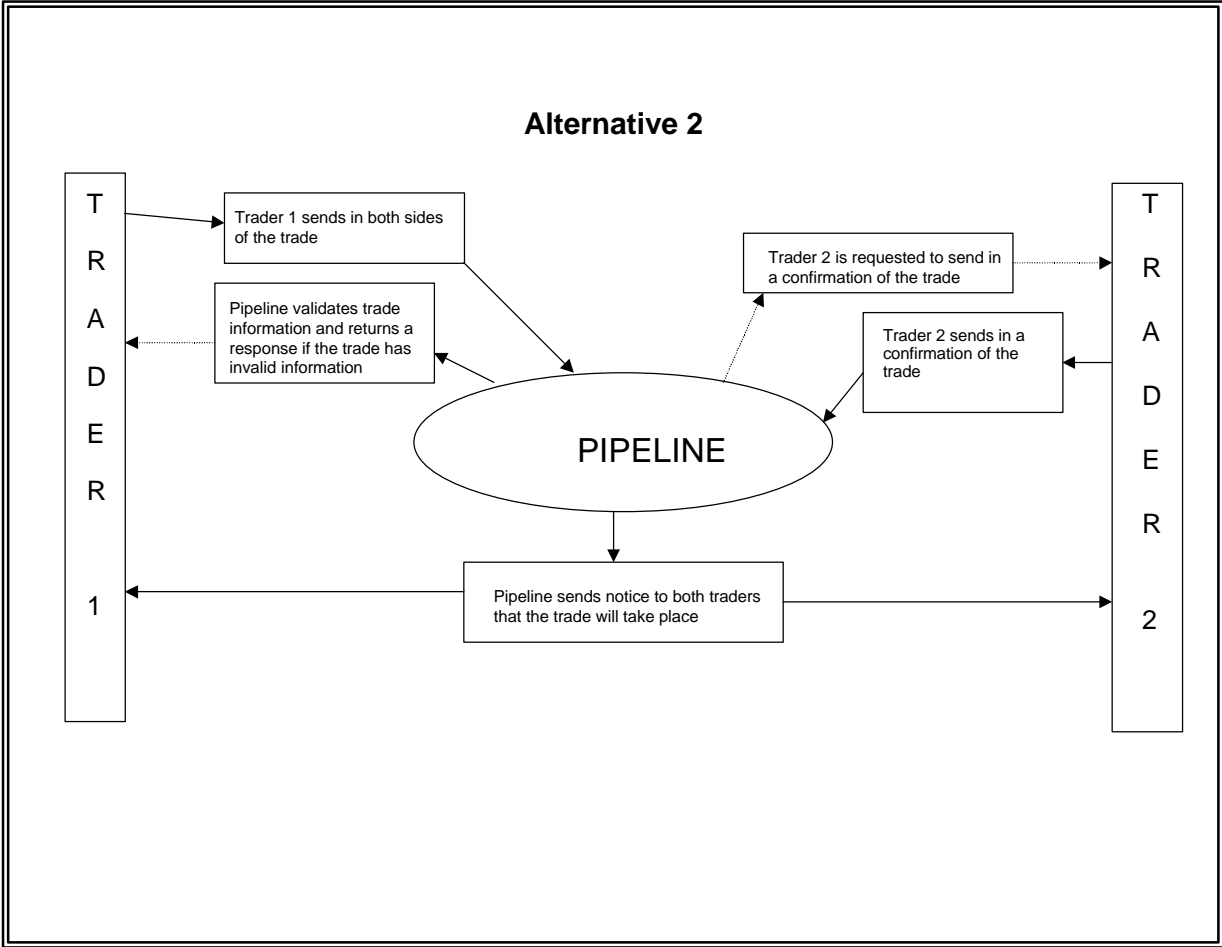 Alternative 2
T
R
A
D
E
R
1
Trader 1 sends in both sides
of the trade
Pipeline validates trade
information and returns a
response if the trade has
invalid information
PIPELINE
Trader 2 is requested to send in
a confirmation of the trade
Trader 2 sends in a
confirmation of the
trade
Pipeline sends notice to both traders
that the trade will take place
T
R
A
D
E
R
2